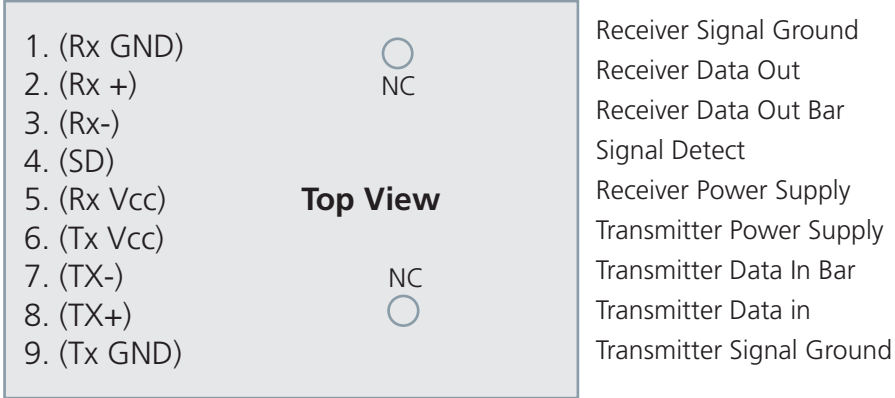 1. (Rx GND)
2. (Rx +)
3. (Rx-)
4. (SD)
5. (Rx Vcc)
6. (Tx Vcc)
7. (TX-)
8. (TX+)
9. (Tx GND)
NC
Top View
NC
Receiver Signal Ground
Receiver Data Out
Receiver Data Out Bar
Signal Detect
Receiver Power Supply
Transmitter Power Supply
Transmitter Data In Bar
Transmitter Data in
Transmitter Signal Ground